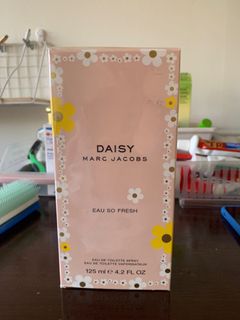 DAISY
MARC JACOBS
EAU SO FRESH
EAU DE TOILETTE SPRAY
EAU DE TOILETTE VAPORISATEUR
125 ml e 4.2 FL OZ